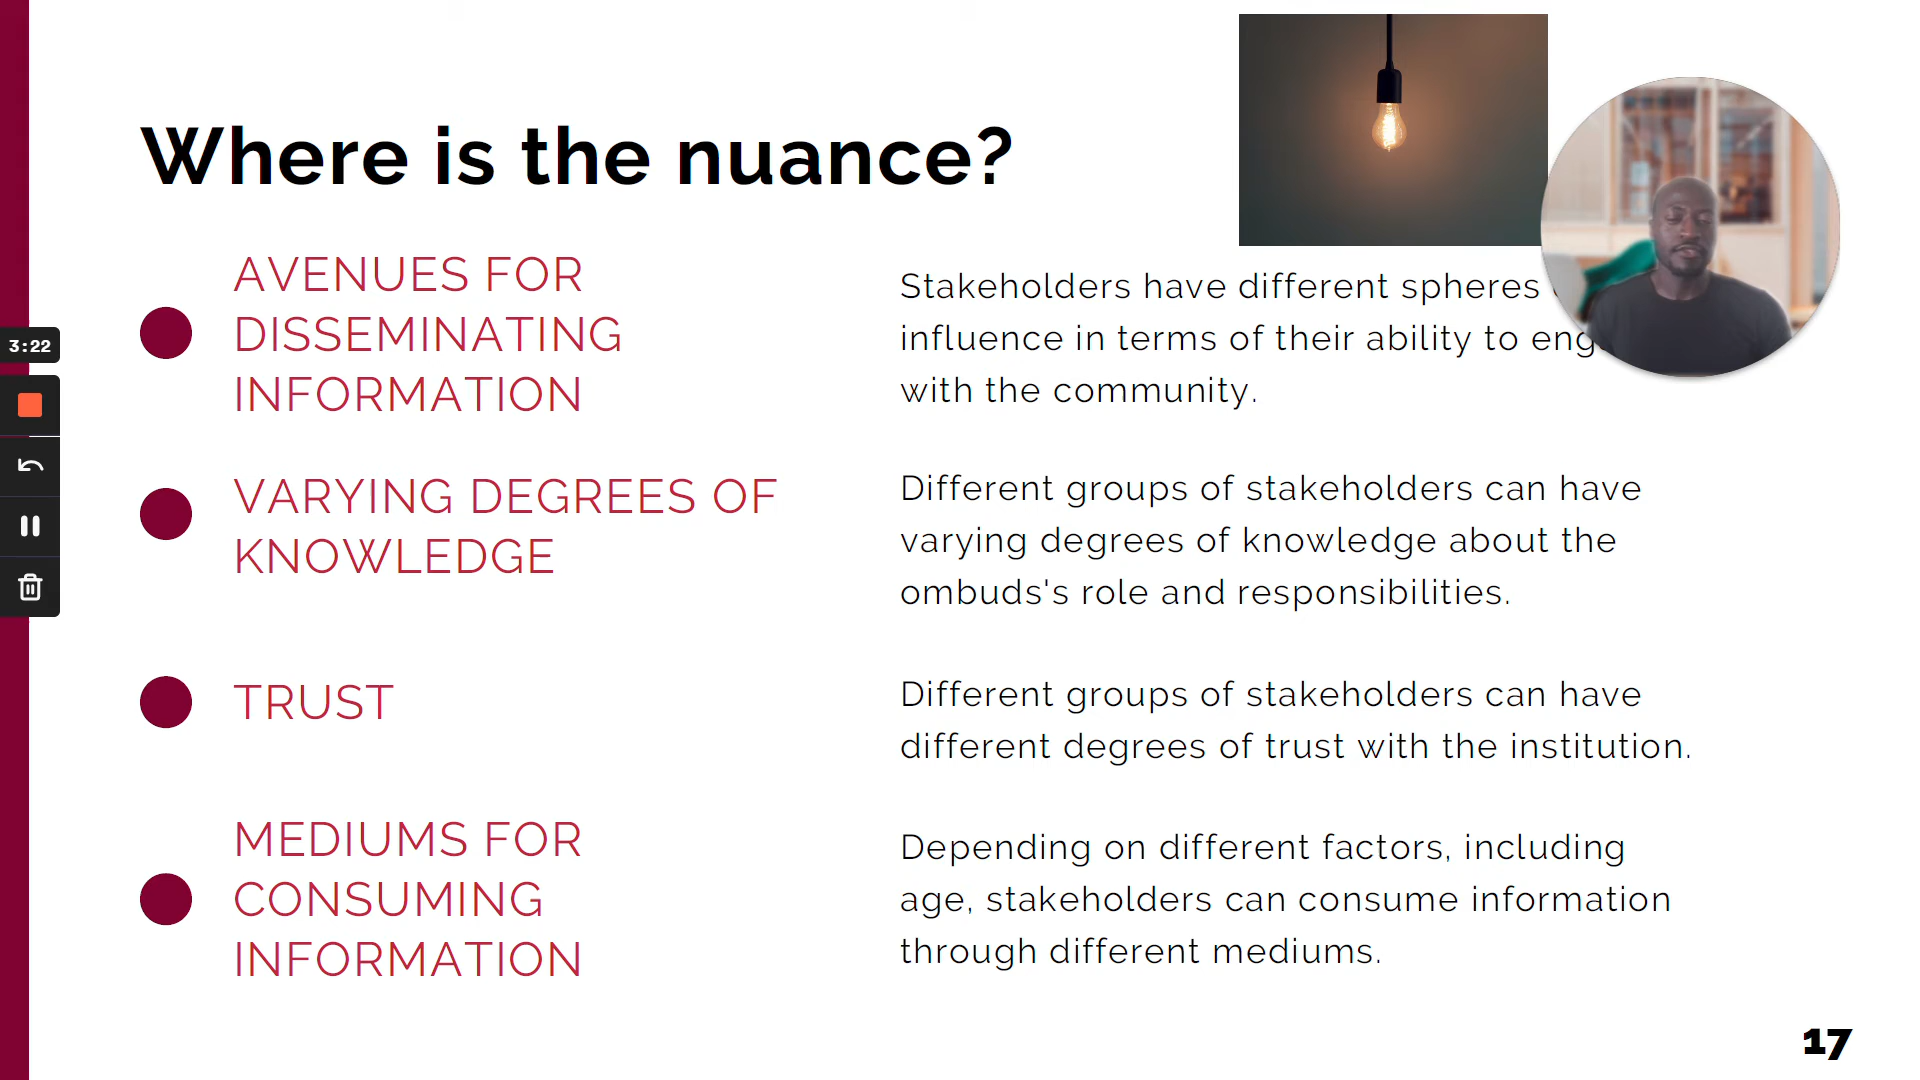 Where is the nuance?
AVENUES FOR
DISSEMINATING
INFORMATION
Stakeholders have different spheres
influence in terms of their ability to
with the community.
3:22
VARYING DEGREES OF
KNOWLEDGE
Different groups of stakeholders can have
varying degrees of knowledge about the
ombuds's role and responsibilities.
TRUST
Different groups of stakeholders can have
different degrees of trust with the institution.
MEDIUMS FOR
CONSUMING
INFORMATION
Depending on different factors, including
age, stakeholders can consume information
through different mediums.
17